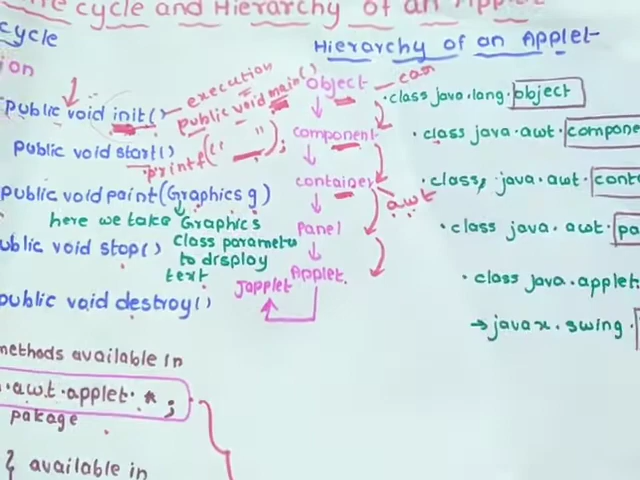 cycle and Hierarchy of an Applet
cycle
ion
public void init() execution
public void main()
public void start() printf(" ");
public void paint(Graphics g)
here we take Graphics
class parameter
to display
text
ublic void stop()
public void destroy()
methods available in
.awt.applet.*;
pakage
} available in
Hierarchy of an Applet
object
component
container
awt
Panel
Applet
Japplet
.class java.lang.object
.class java.awt.compone
.class, java.awt.cont
.class java.awt.pa
.class java.applet.
→javax.swing.